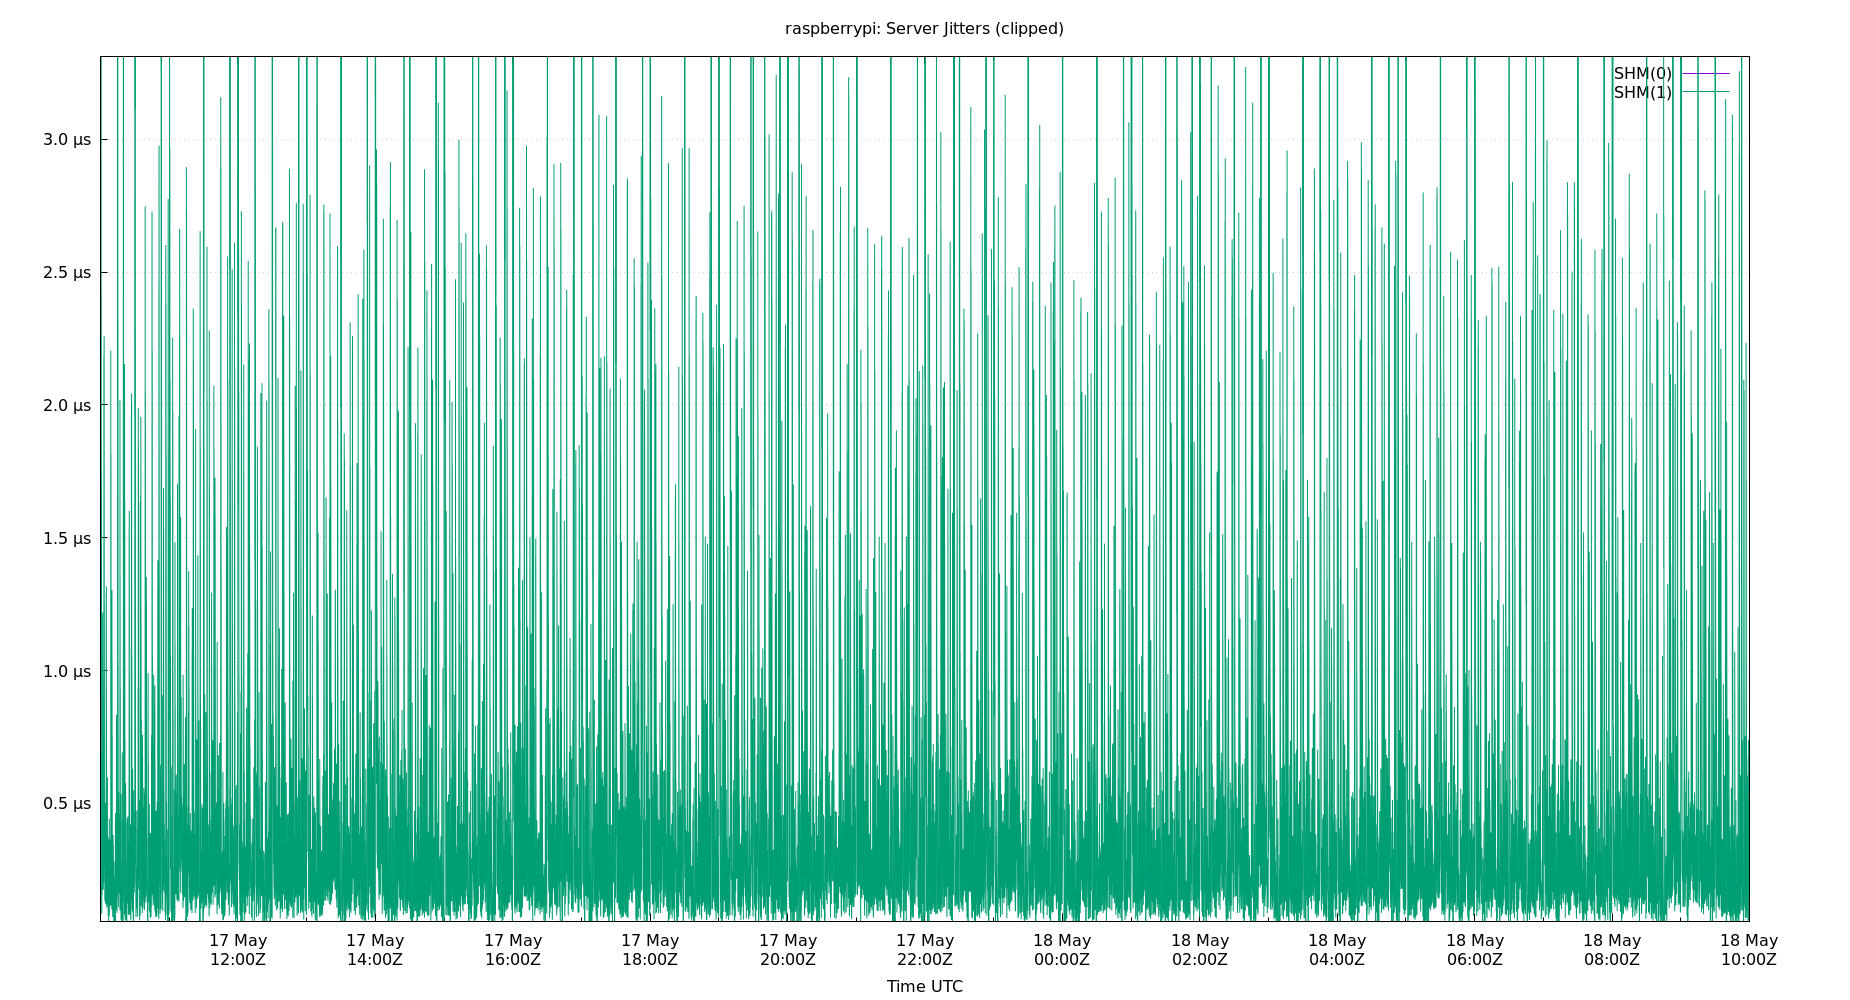 raspberrypi: Server Jitters (clipped)
SHM(0)
SHM(1)
3.0 µs
2.5 µs
2.0 µs
1.5 µs
1.0 µs
0.5 µs
17 May 17 May 17 May 17 May 17 May 17 May 18 May 18 May 18 May 18 May 18 May 18 May
12:00Z 14:00Z 16:00Z 18:00Z 20:00Z 22:00Z 00:00Z 02:00Z 04:00Z 06:00Z 08:00Z 10:00Z
Time UTC